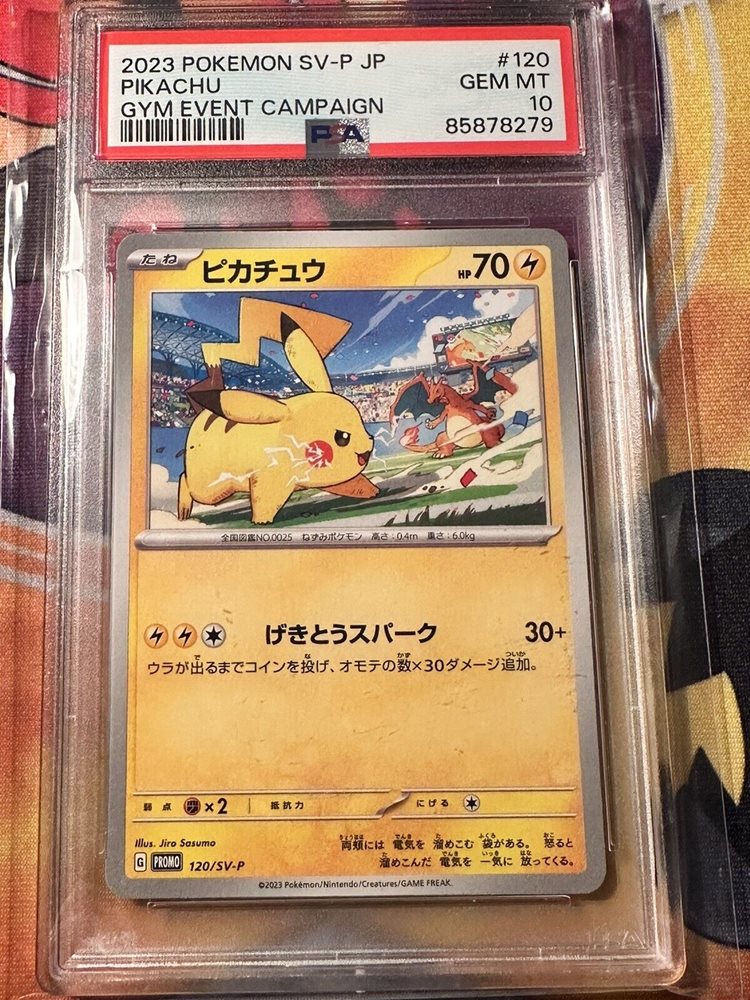 2023 POKEMON SV-P JP #120
PIKACHU GEM MT
GYM EVENT CAMPAIGN 10
PSA 85878279
たね ピカチュウ HP70
全国図鑑NO.0025 ねずみポケモン 高さ:0.4m 重さ:6.0kg
げきとうスパーク 30+
ウラが出るまでコインを投げ、オモテの数×30ダメージ追加。
弱点 ×2 抵抗力 にげる
Illus. Jiro Sasumo
両頬には 電気を 溜めこむ 袋がある。 怒ると
溜めこんだ 電気を 一気に 放ってくる。
G PROMO 120/SV-P
©2023 Pokémon/Nintendo/Creatures/GAME FREAK.